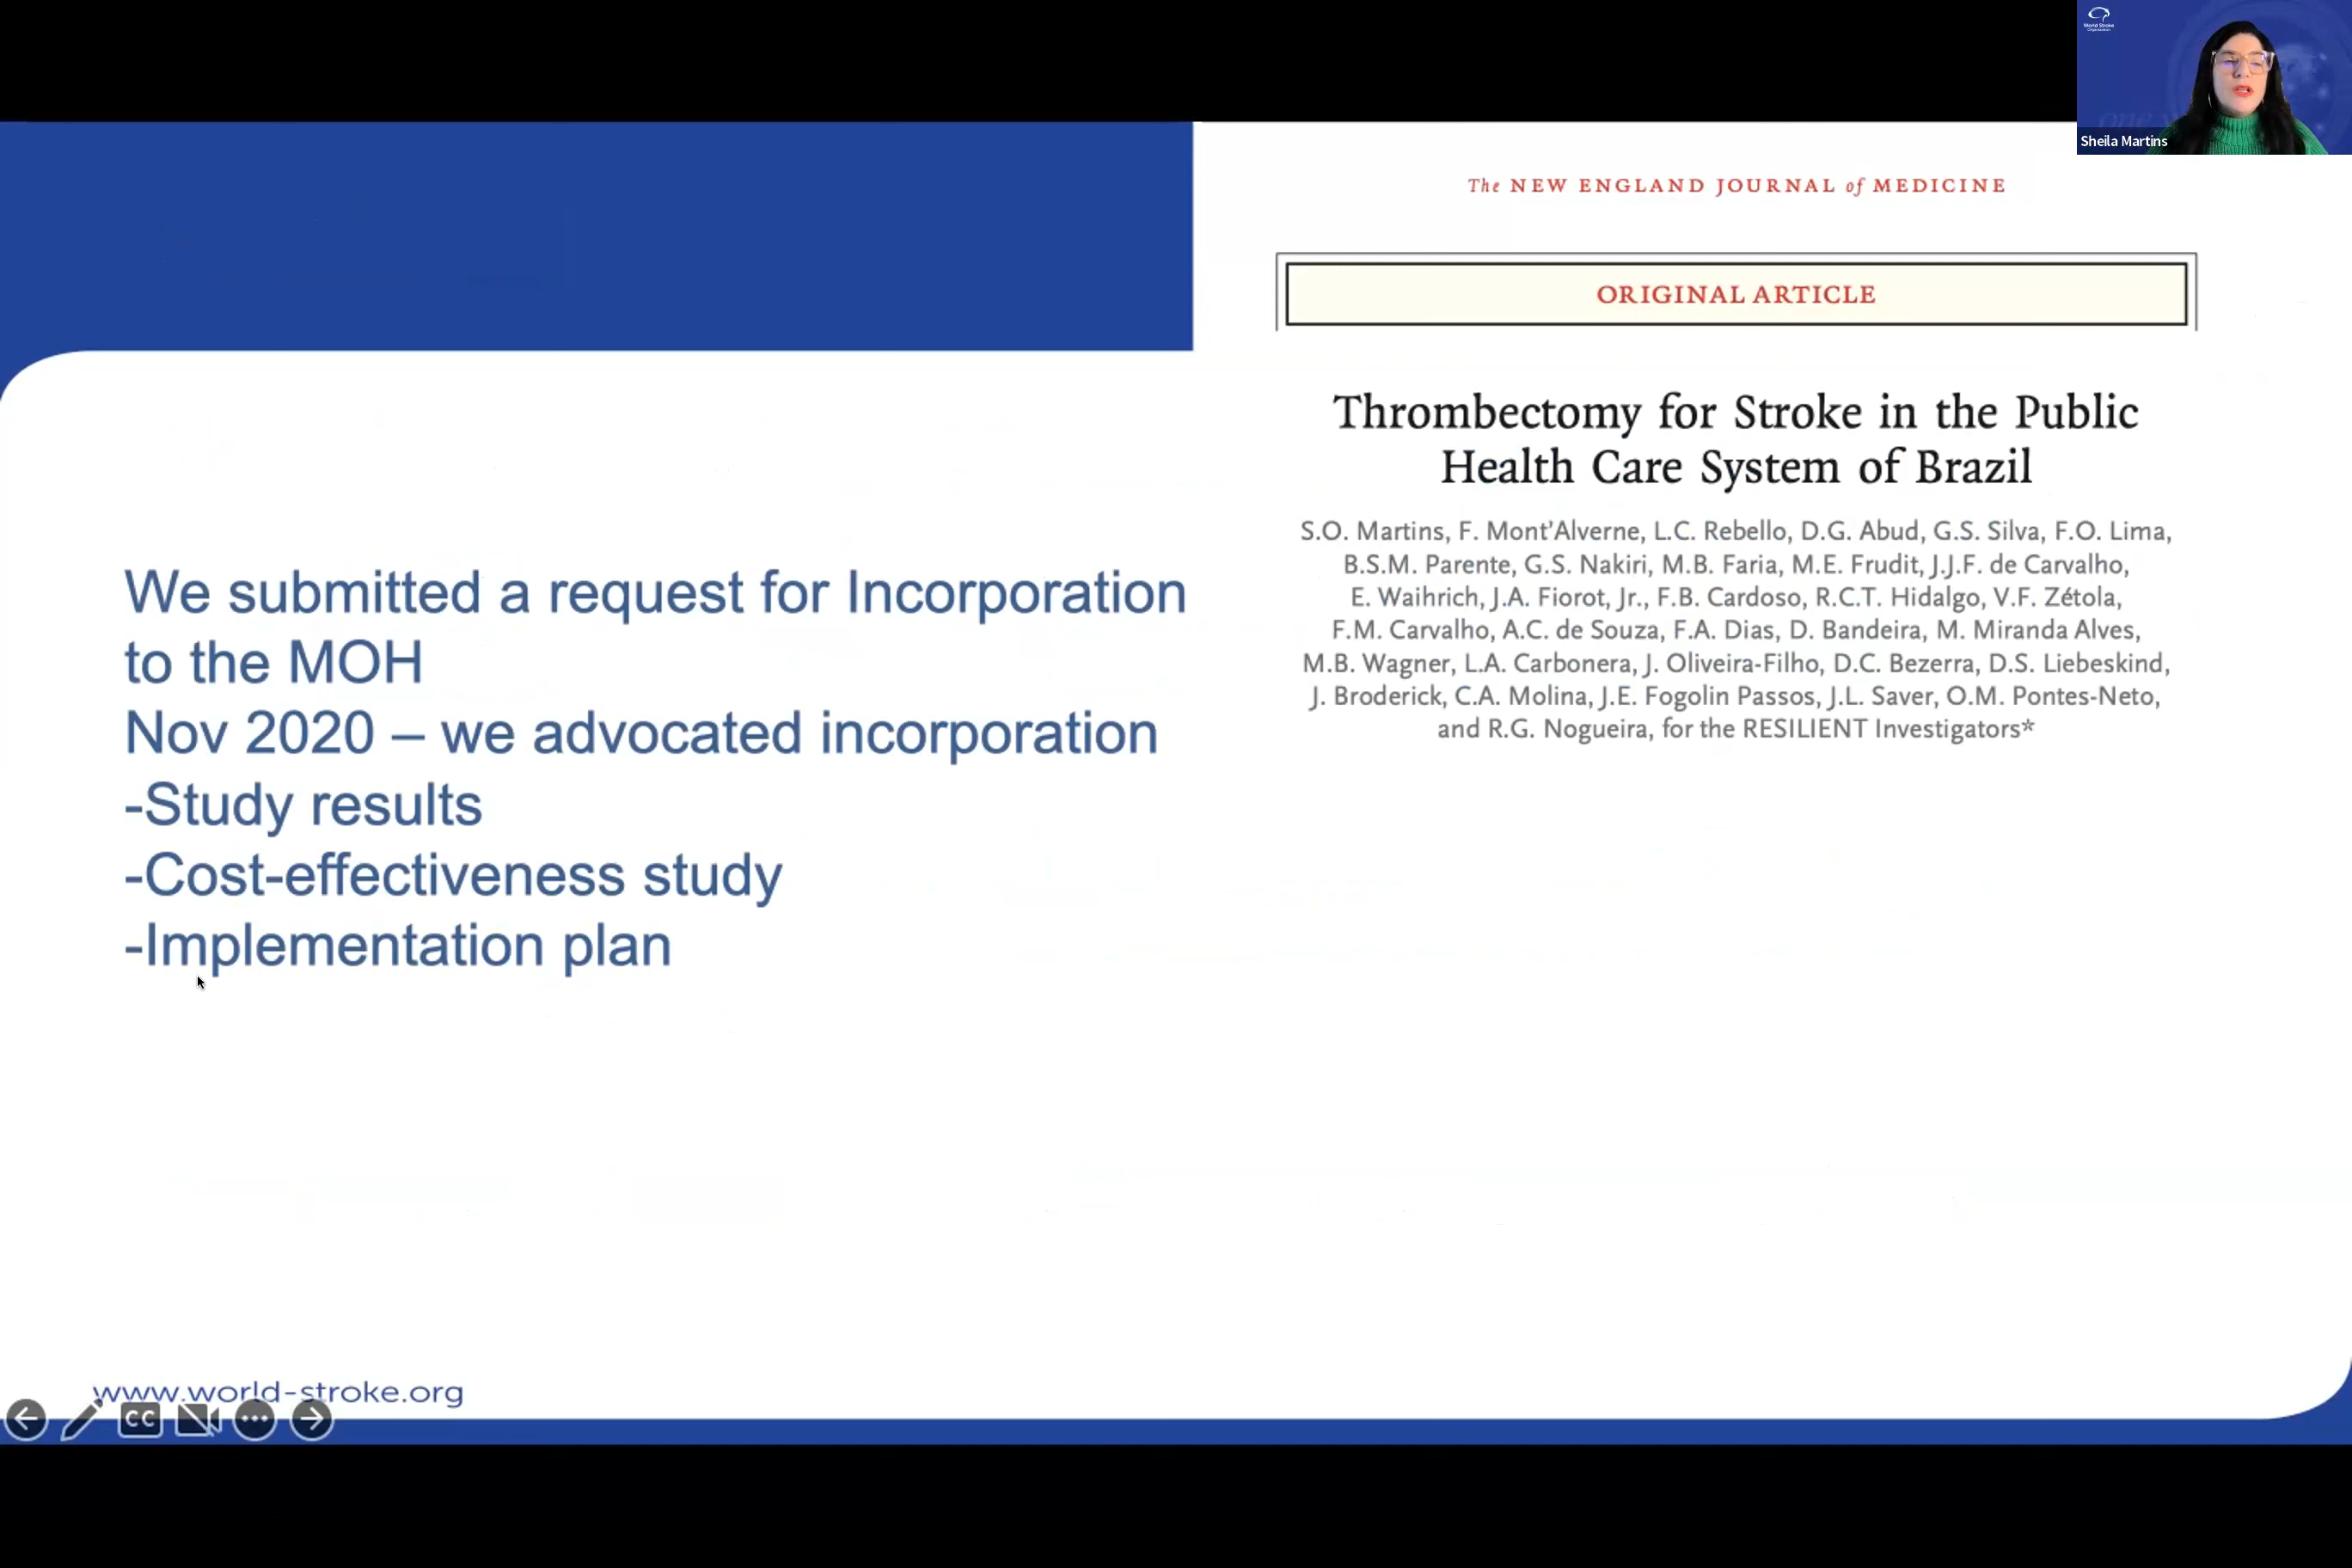 World Stroke
Organization
Sheila Martins
The NEW ENGLAND JOURNAL of MEDICINE
ORIGINAL ARTICLE
Thrombectomy for Stroke in the Public
Health Care System of Brazil
S.O. Martins, F. Mont'Alverne, L.C. Rebello, D.G. Abud, G.S. Silva, F.O. Lima,
B.S.M. Parente, G.S. Nakiri, M.B. Faria, M.E. Frudit, J.J.F. de Carvalho,
E. Waihrich, J.A. Fiorot, Jr., F.B. Cardoso, R.C.T. Hidalgo, V.F. Zétola,
F.M. Carvalho, A.C. de Souza, F.A. Dias, D. Bandeira, M. Miranda Alves,
M.B. Wagner, L.A. Carbonera, J. Oliveira-Filho, D.C. Bezerra, D.S. Liebeskind,
J. Broderick, C.A. Molina, J.E. Fogolin Passos, J.L. Saver, O.M. Pontes-Neto,
and R.G. Nogueira, for the RESILIENT Investigators*
We submitted a request for Incorporation
to the MOH
Nov 2020 – we advocated incorporation
-Study results
-Cost-effectiveness study
-Implementation plan
www.world-stroke.org
CC